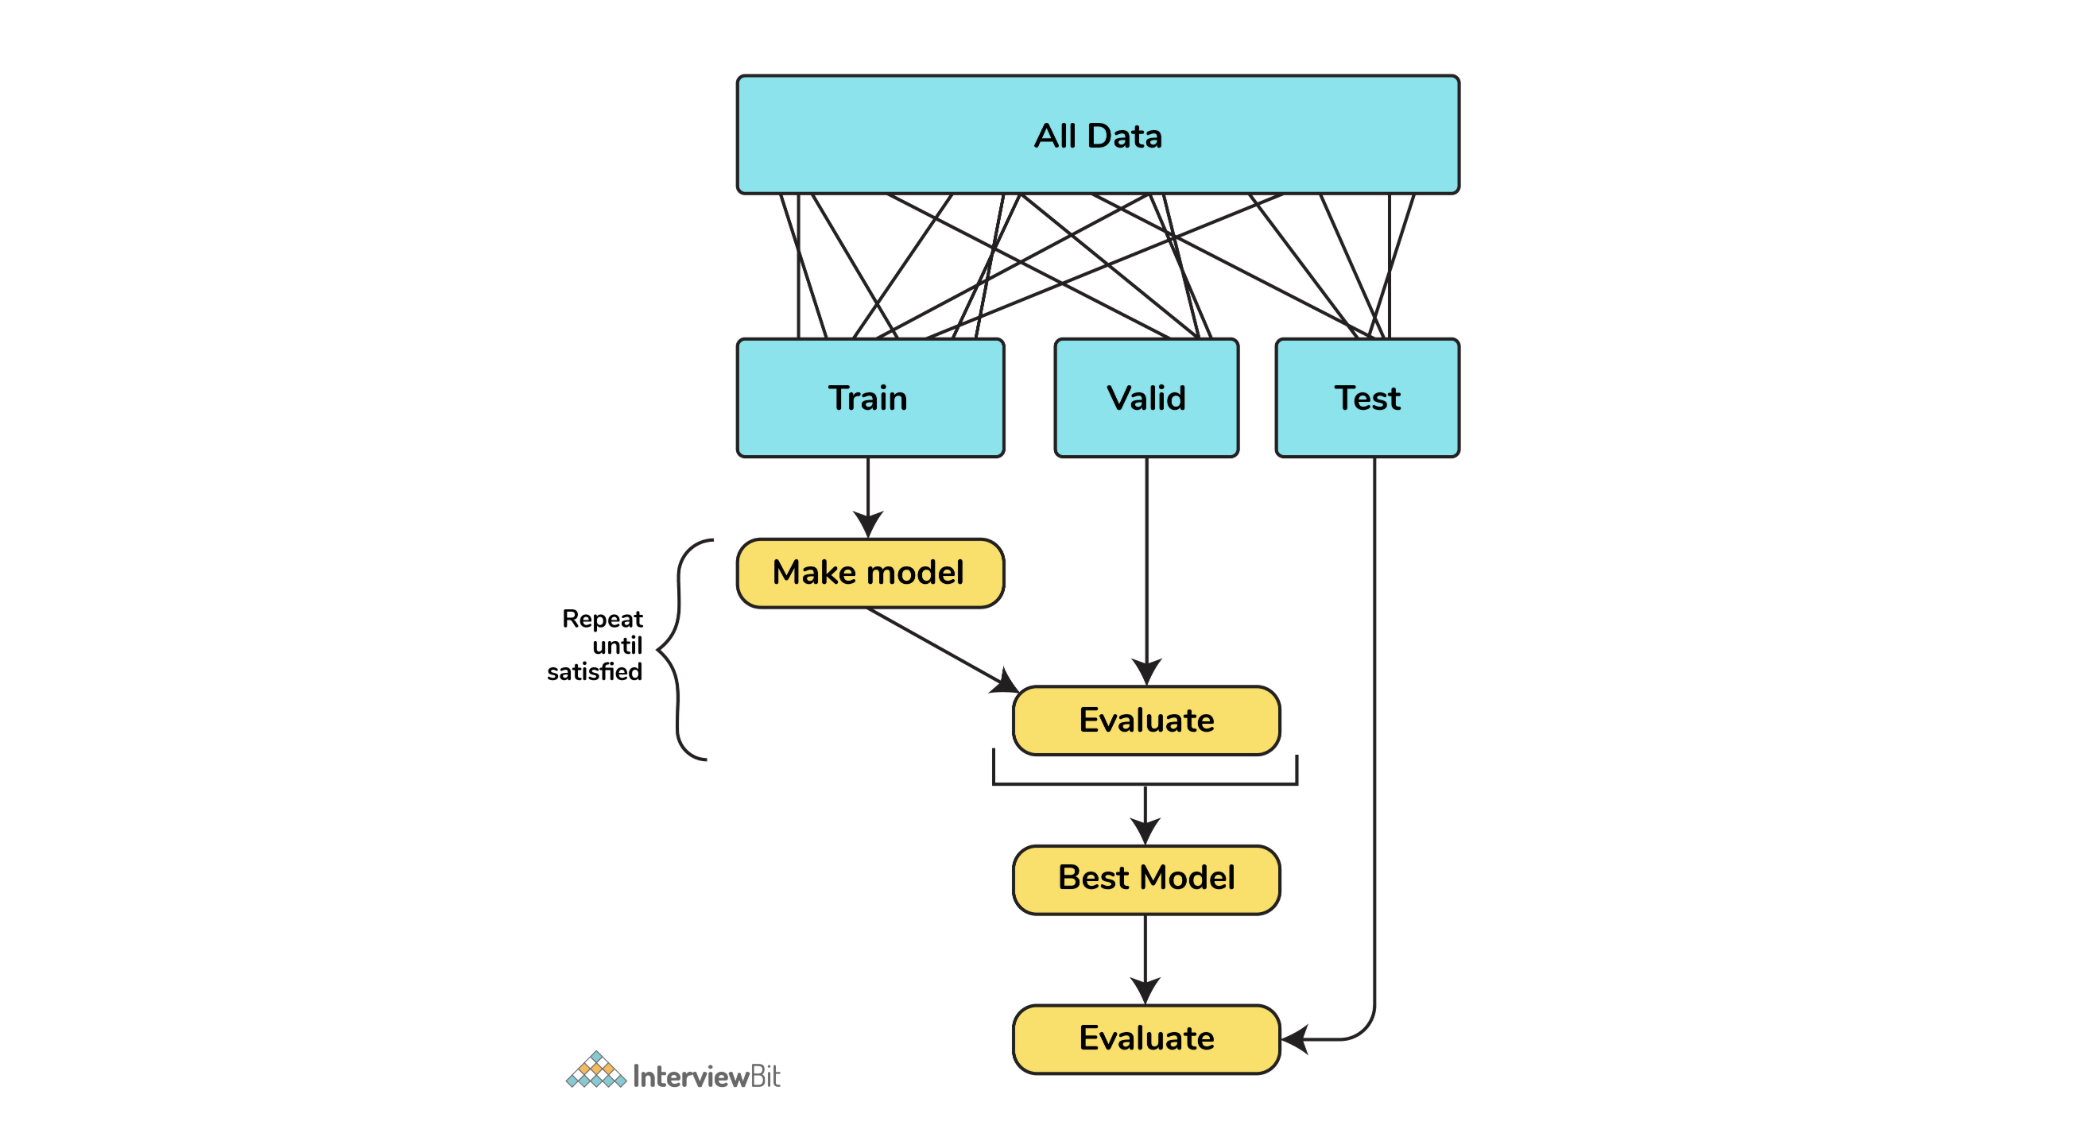 All Data
Train
Valid
Test
Make model
Repeat
until
satisfied
Evaluate
Best Model
Evaluate
InterviewBit